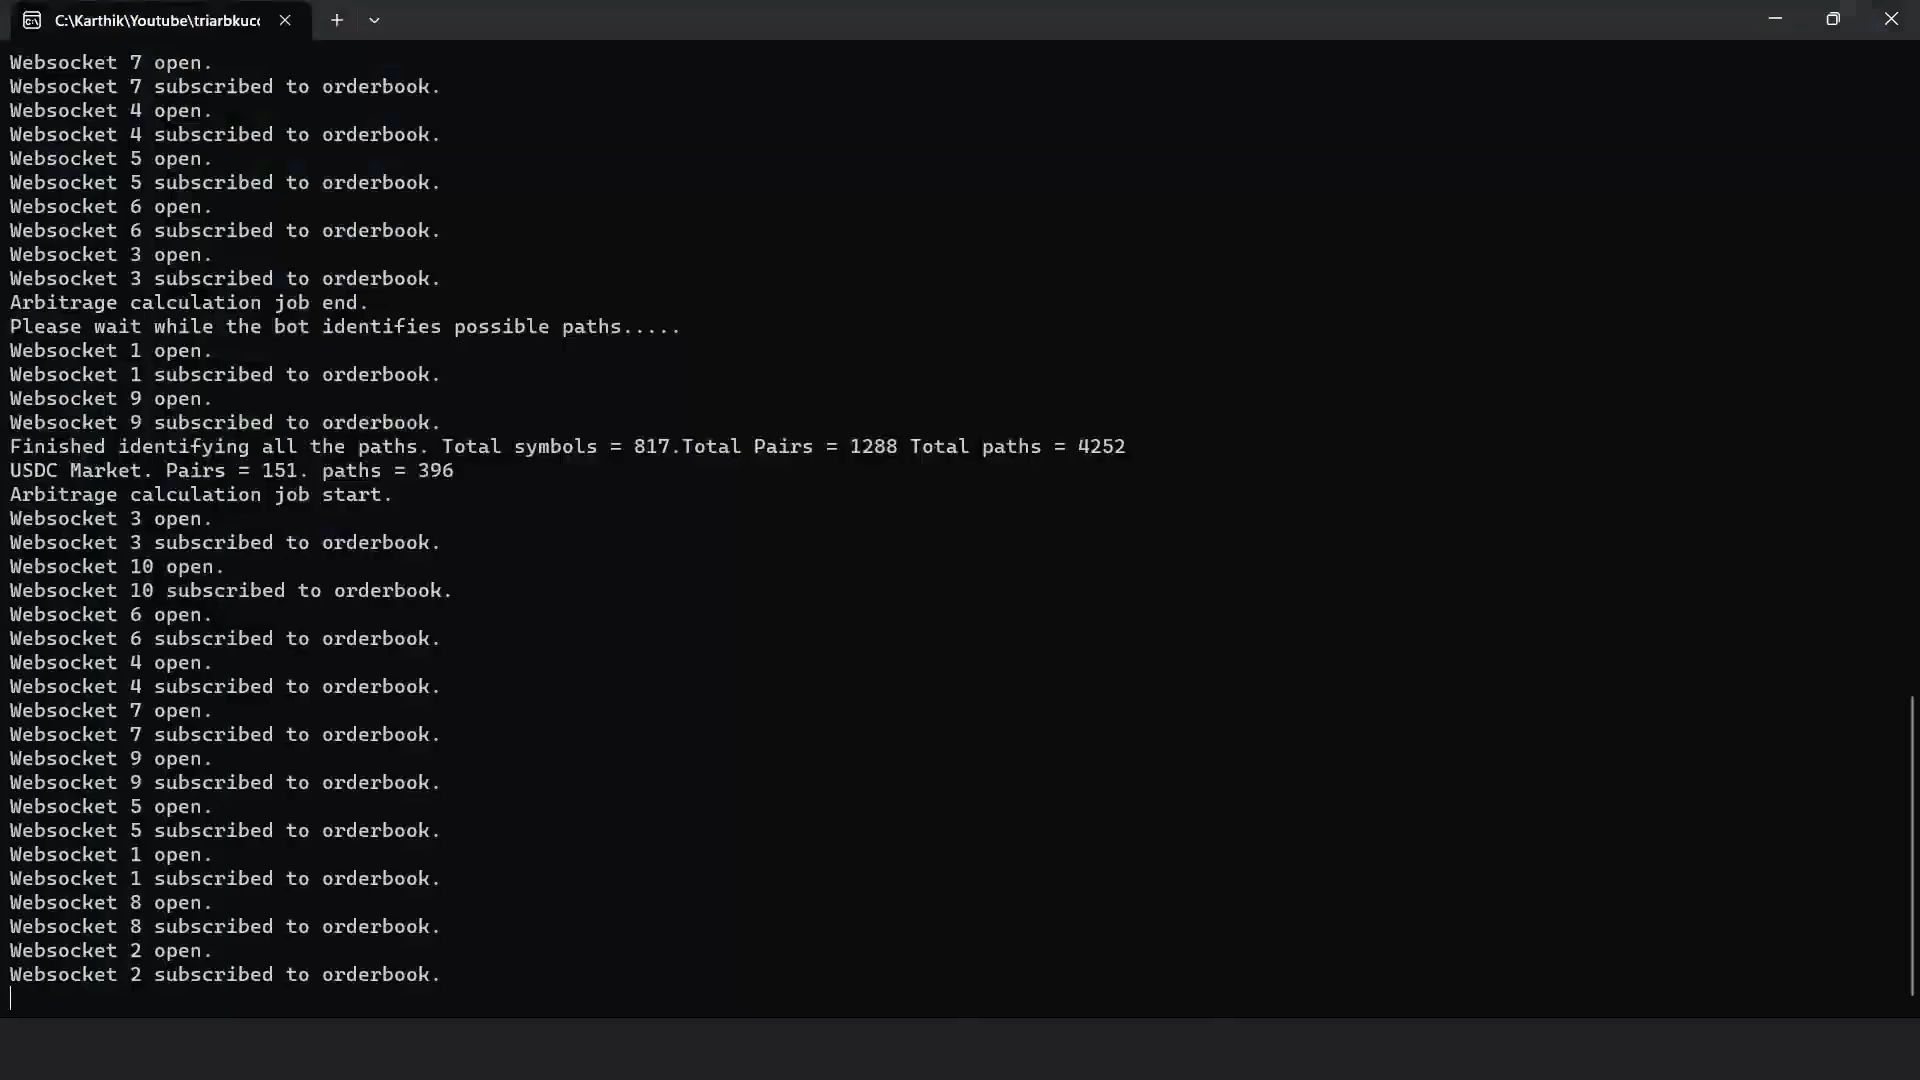 C:\Karthik\Youtube\triarbkucc
Websocket 7 open.
Websocket 7 subscribed to orderbook.
Websocket 4 open.
Websocket 4 subscribed to orderbook.
Websocket 5 open.
Websocket 5 subscribed to orderbook.
Websocket 6 open.
Websocket 6 subscribed to orderbook.
Websocket 3 open.
Websocket 3 subscribed to orderbook.
Arbitrage calculation job end.
Please wait while the bot identifies possible paths.....
Websocket 1 open.
Websocket 1 subscribed to orderbook.
Websocket 9 open.
Websocket 9 subscribed to orderbook.
Finished identifying all the paths. Total symbols = 817.Total Pairs = 1288 Total paths = 4252
USDC Market. Pairs = 151. paths = 396
Arbitrage calculation job start.
Websocket 3 open.
Websocket 3 subscribed to orderbook.
Websocket 10 open.
Websocket 10 subscribed to orderbook.
Websocket 6 open.
Websocket 6 subscribed to orderbook.
Websocket 4 open.
Websocket 4 subscribed to orderbook.
Websocket 7 open.
Websocket 7 subscribed to orderbook.
Websocket 9 open.
Websocket 9 subscribed to orderbook.
Websocket 5 open.
Websocket 5 subscribed to orderbook.
Websocket 1 open.
Websocket 1 subscribed to orderbook.
Websocket 8 open.
Websocket 8 subscribed to orderbook.
Websocket 2 open.
Websocket 2 subscribed to orderbook.